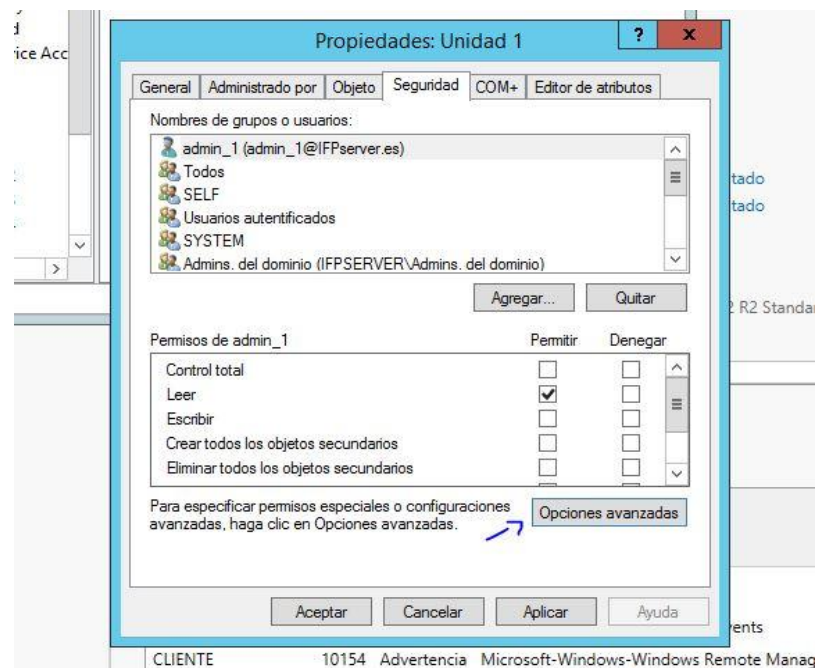 rice Acc
Propiedades: Unidad 1
?
x
General Administrado por Objeto Seguridad COM+ Editor de atributos
Nombres de grupos o usuarios:
admin_1 (admin_1@IFPserver.es)
Todos
SELF
Usuarios autentificados
SYSTEM
Admins. del dominio (IFPSERVER\Admins. del dominio)
Agregar... Quitar
Permisos de admin_1 Permitir Denegar
Control total
Leer
Escribir
Crear todos los objetos secundarios
Eliminar todos los objetos secundarios
Para especificar permisos especiales o configuraciones
avanzadas, haga clic en Opciones avanzadas.
Opciones avanzadas
Aceptar Cancelar Aplicar Ayuda
tado
tado
2 R2 Standar
vents
CLIENTE 10154 Advertencia Microsoft-Windows-Windows Remote Manag